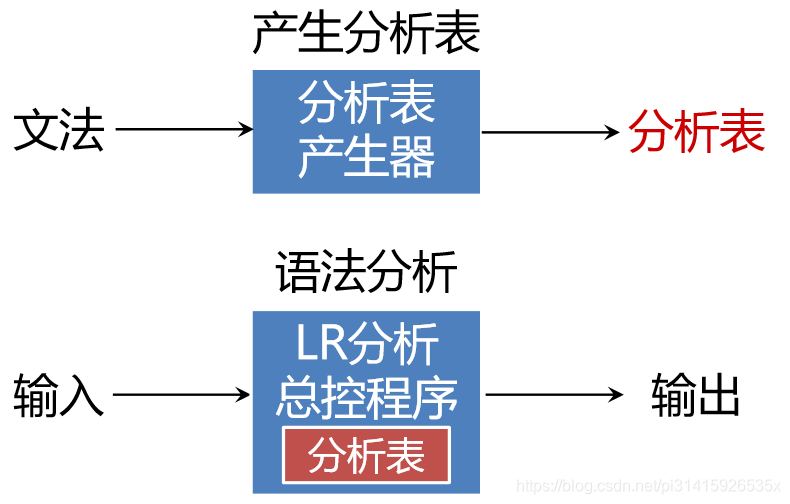 产生分析表
文法
分析表
产生器
分析表
语法分析
输入
LR分析
总控程序
分析表
输出
https://blog.csdn.net/pi31415926535x